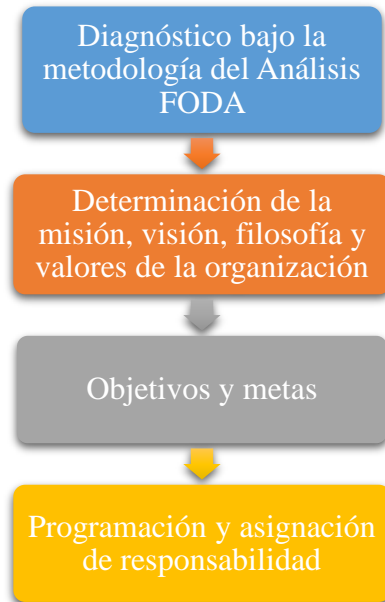 Diagnóstico bajo la
metodología del Análisis
FODA
Determinación de la
misión, visión, filosofía y
valores de la organización
Objetivos y metas
Programación y asignación
de responsabilidad